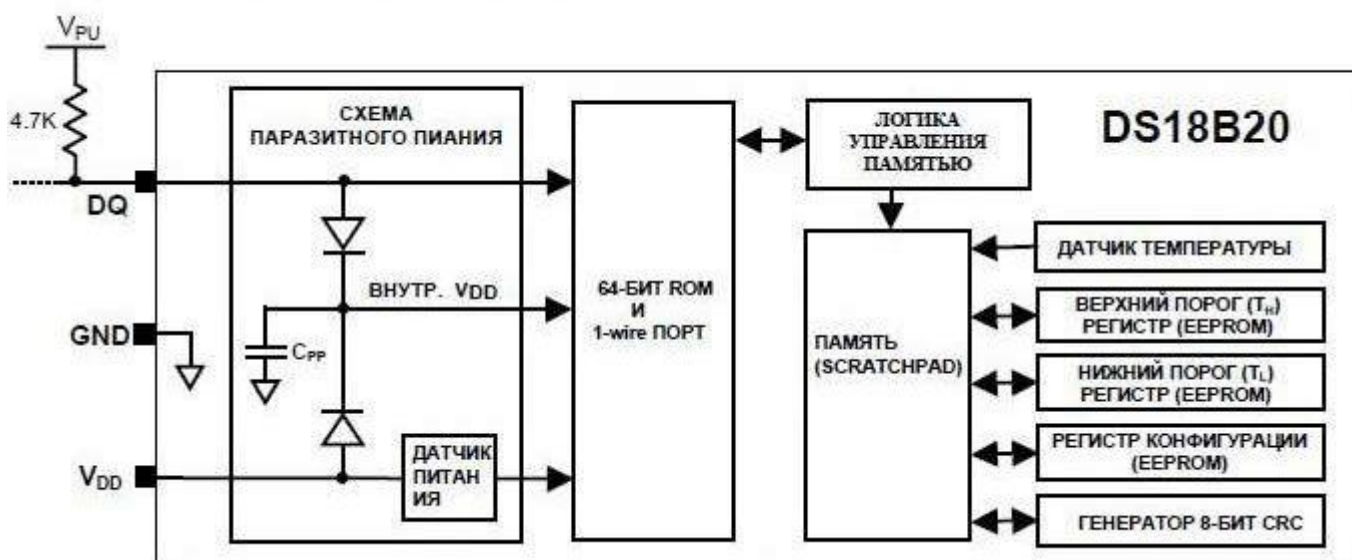 VPU
4.7K
DQ
GND
VDD
СХЕМА
ПАРАЗИТНОГО ПИАНИЯ
ВНУТР. VDD
CPP
ДАТЧИК
ПИТАН
ИЯ
64-БИТ ROM
И
1-wire ПОРТ
ЛОГИКА
УПРАВЛЕНИЯ
ПАМЯТЬЮ
DS18B20
ПАМЯТЬ
(SCRATCHPAD)
ДАТЧИК ТЕМПЕРАТУРЫ
ВЕРХНИЙ ПОРОГ (TH)
РЕГИСТР (EEPROM)
НИЖНИЙ ПОРОГ (TL)
РЕГИСТР (EEPROM)
РЕГИСТР КОНФИГУРАЦИИ
(EEPROM)
ГЕНЕРАТОР 8-БИТ CRC